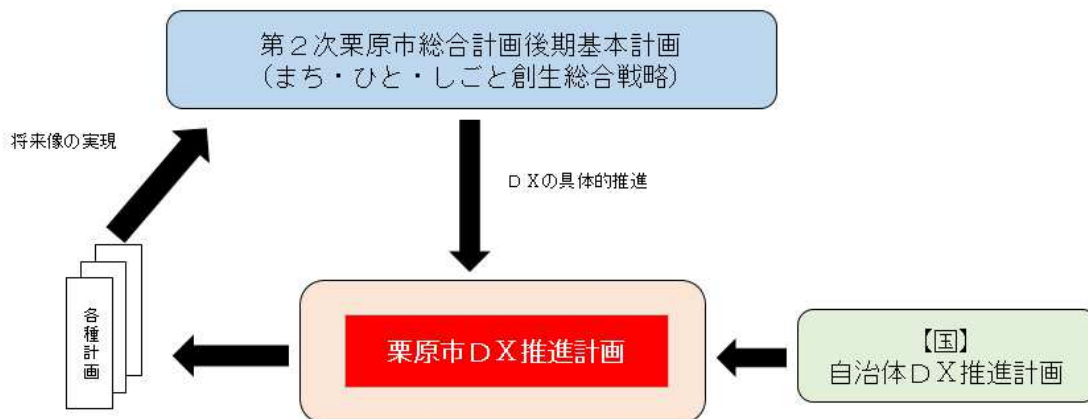 第２次栗原市総合計画後期基本計画
（まち・ひと・しごと創生総合戦略）
将来像の実現
ＤＸの具体的推進
各種計画
栗原市ＤＸ推進計画
【国】
自治体ＤＸ推進計画